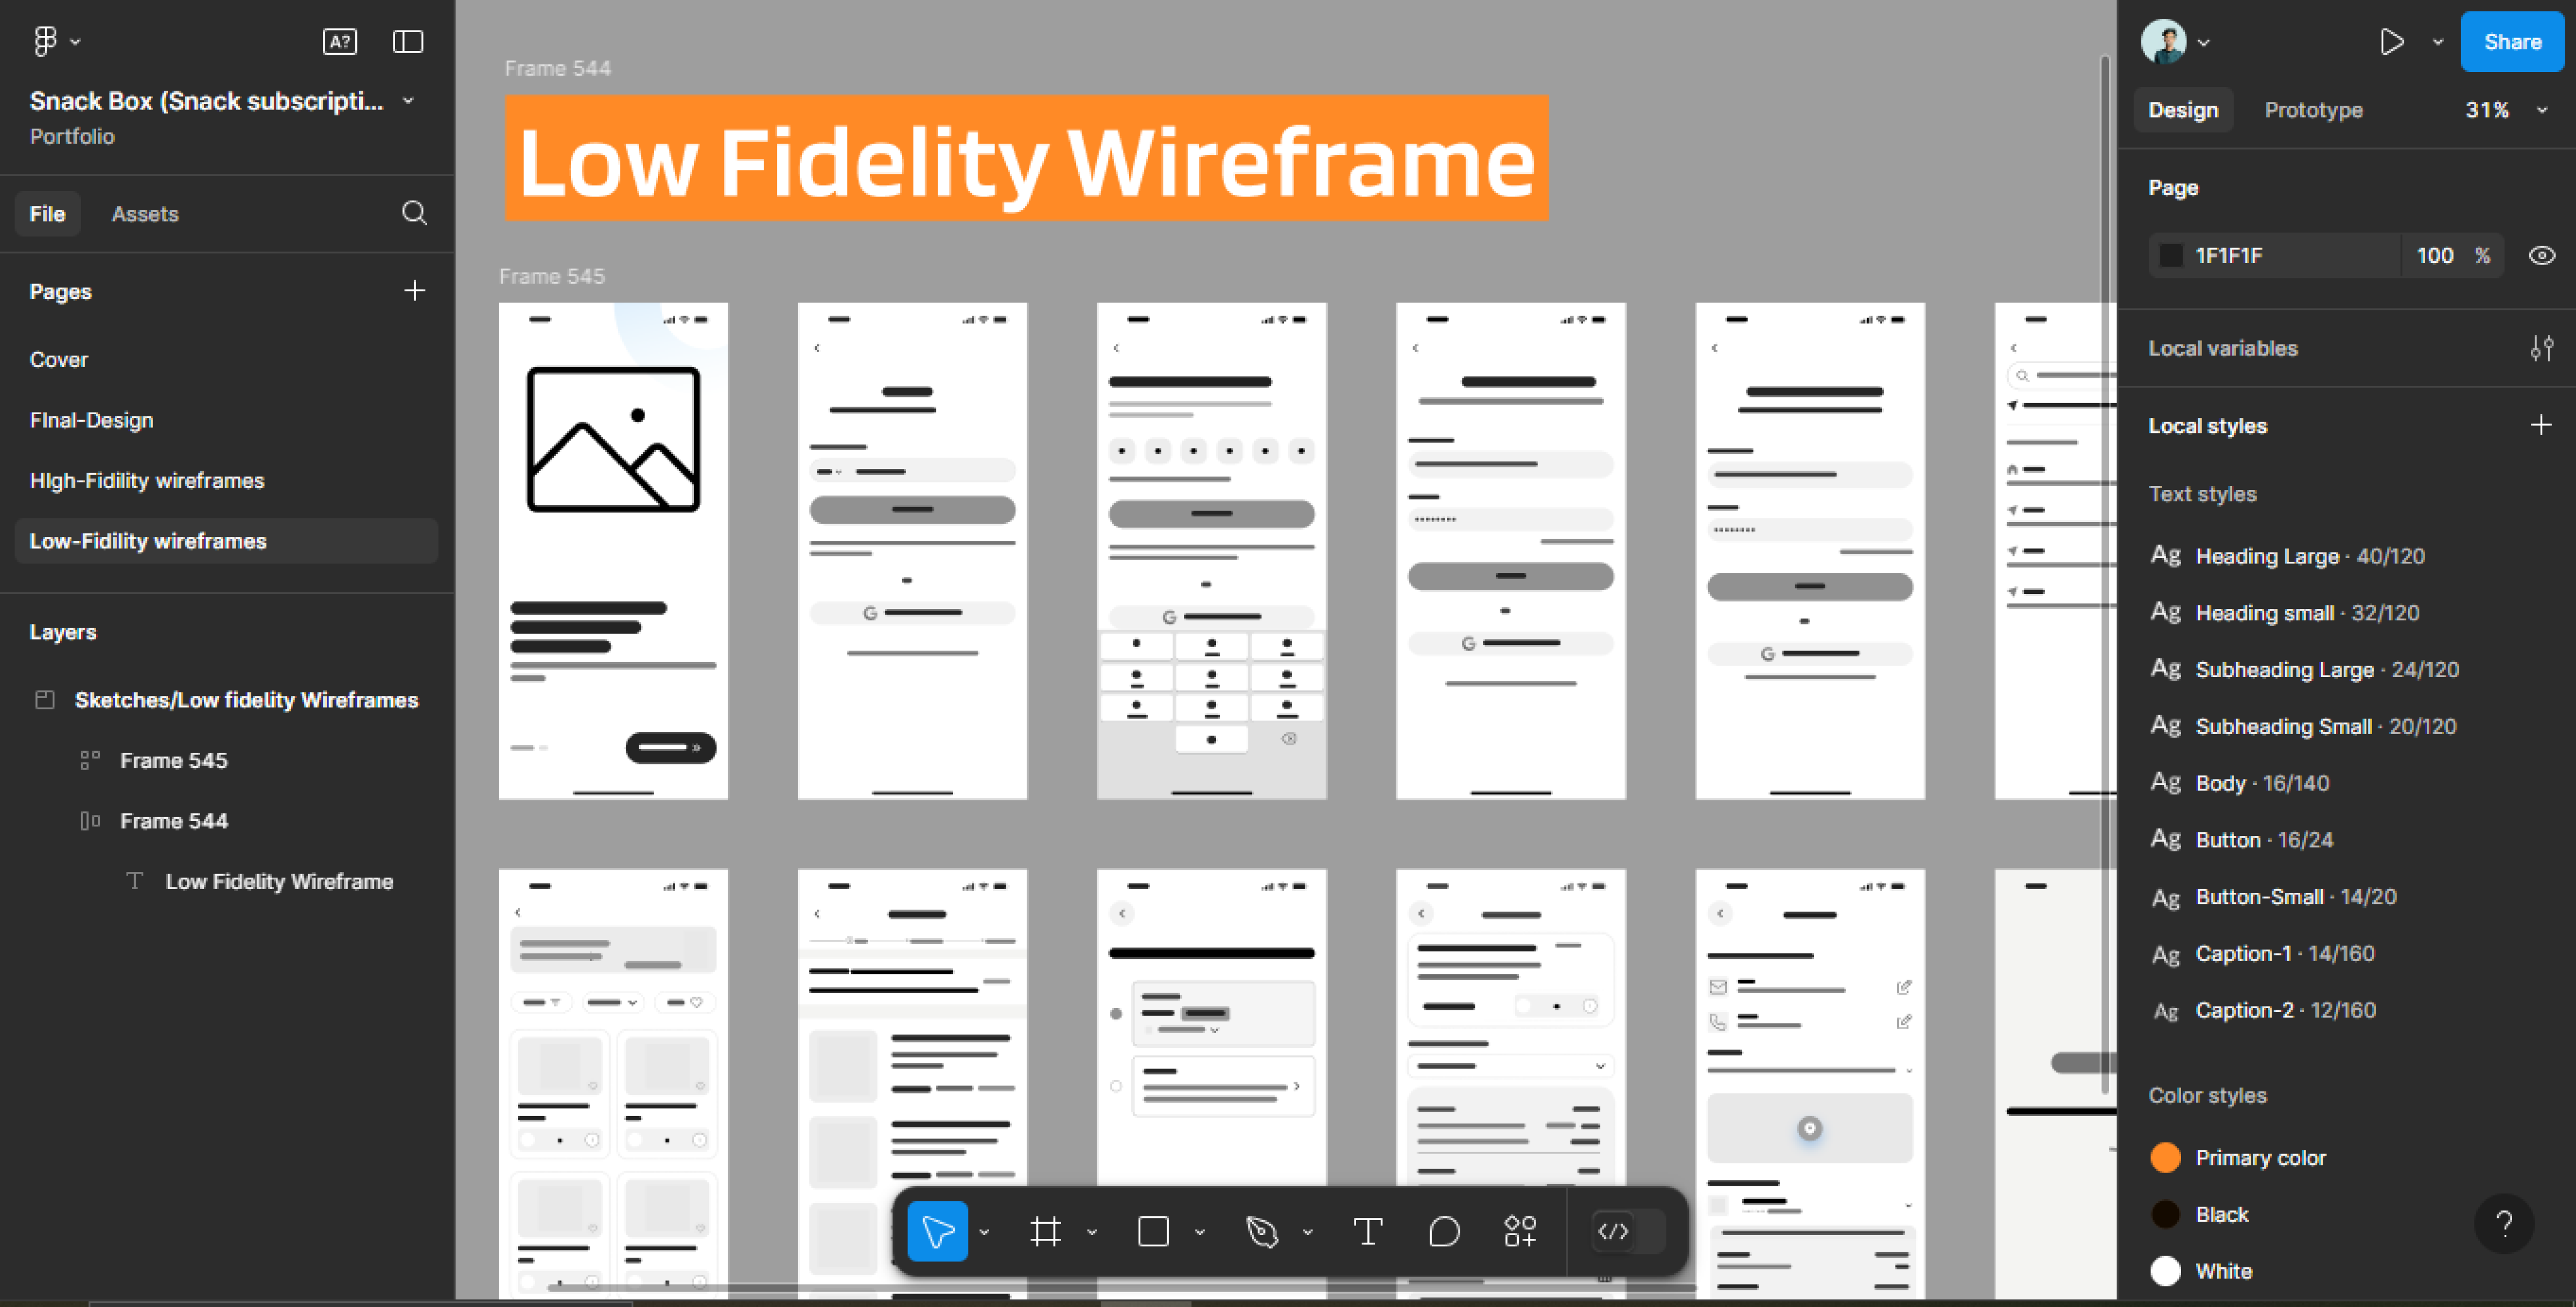 A?
Snack Box (Snack subscripti...
Portfolio
File
Assets
Pages
Cover
FInal-Design
HIgh-Fidility wireframes
Low-Fidility wireframes
Layers
Sketches/Low fidelity Wireframes
Frame 545
Frame 544
Low Fidelity Wireframe
Frame 544
Low Fidelity Wireframe
Frame 545
G
G
G
G
Share
Design
Prototype
31%
Page
1F1F1F
100 %
Local variables
Local styles
Text styles
Ag Heading Large · 40/120
Ag Heading small · 32/120
Ag Subheading Large · 24/120
Ag Subheading Small · 20/120
Ag Body · 16/140
Ag Button · 16/24
Ag Button-Small · 14/20
Ag Caption-1 · 14/160
Ag Caption-2 · 12/160
Color styles
Primary color
Black
White
?